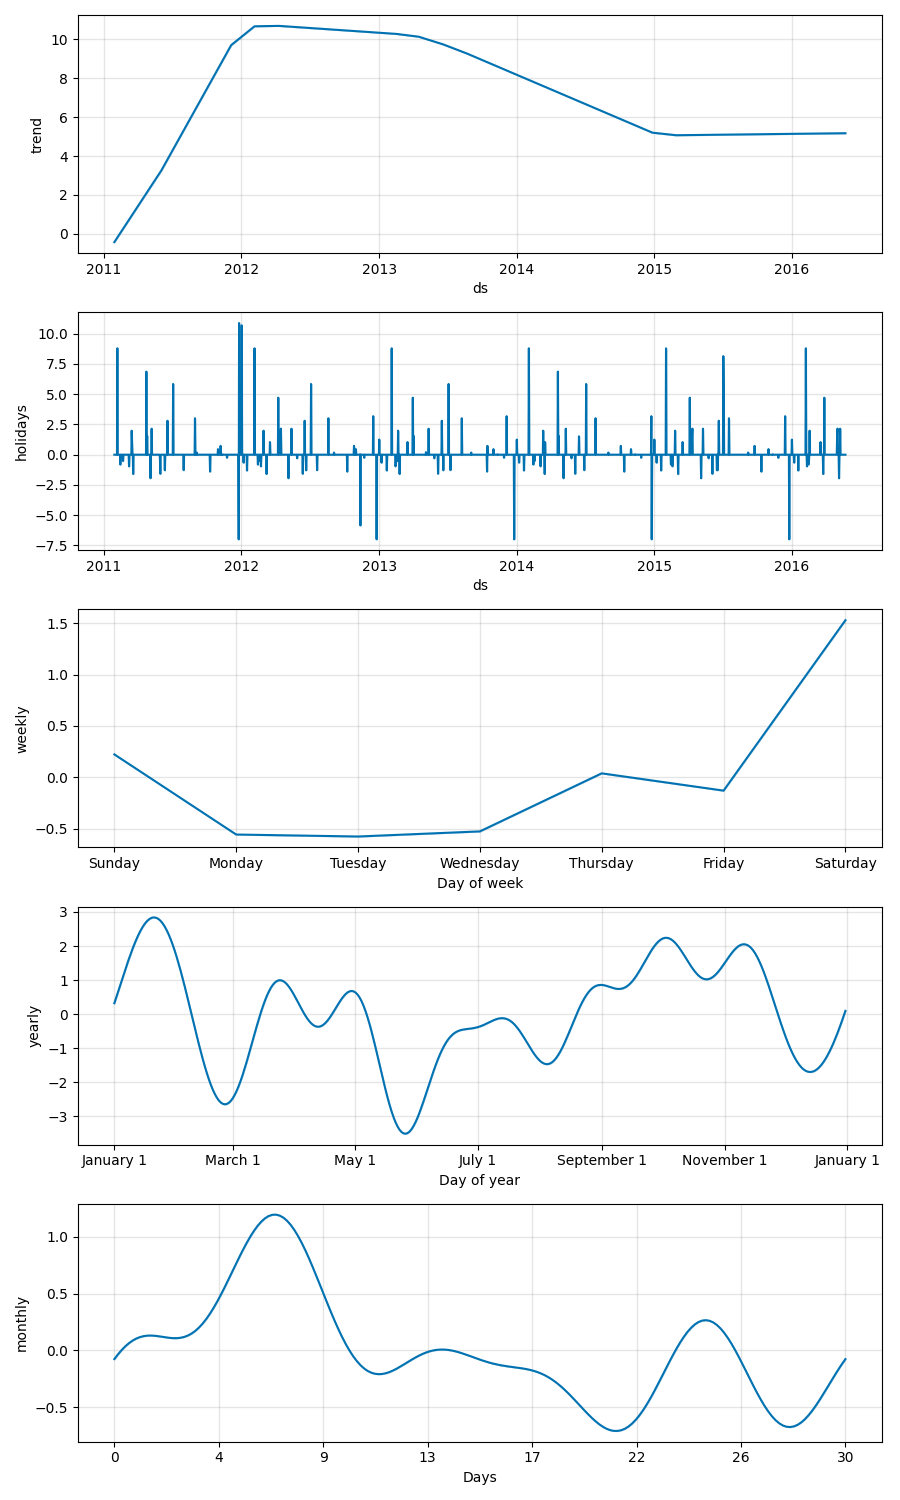 10
8
6
4
2
0
trend
2011 2012 2013 2014 2015 2016
ds
10.0
7.5
5.0
2.5
0.0
−2.5
−5.0
−7.5
holidays
2011 2012 2013 2014 2015 2016
ds
1.5
1.0
0.5
0.0
−0.5
weekly
Sunday Monday Tuesday Wednesday Thursday Friday Saturday
Day of week
3
2
1
0
−1
−2
−3
yearly
January 1 March 1 May 1 July 1 September 1 November 1 January 1
Day of year
1.0
0.5
0.0
−0.5
monthly
0 4 9 13 17 22 26 30
Days